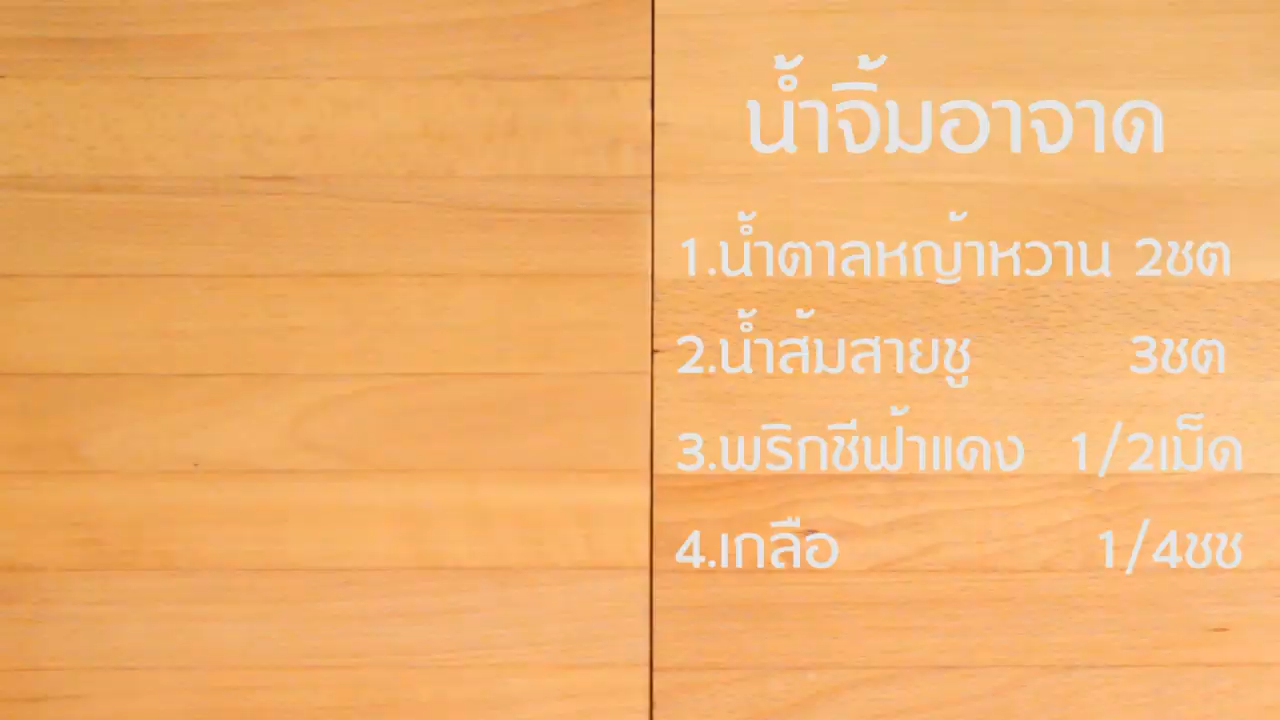 น้ำจิ้มอาจาด
1.น้ำตาลหญ้าหวาน 2ชต
2.น้ำส้มสายชู 3ชต
3.พริกชีฟ้าแดง 1/2เม็ด
4.เกลือ 1/4ชช